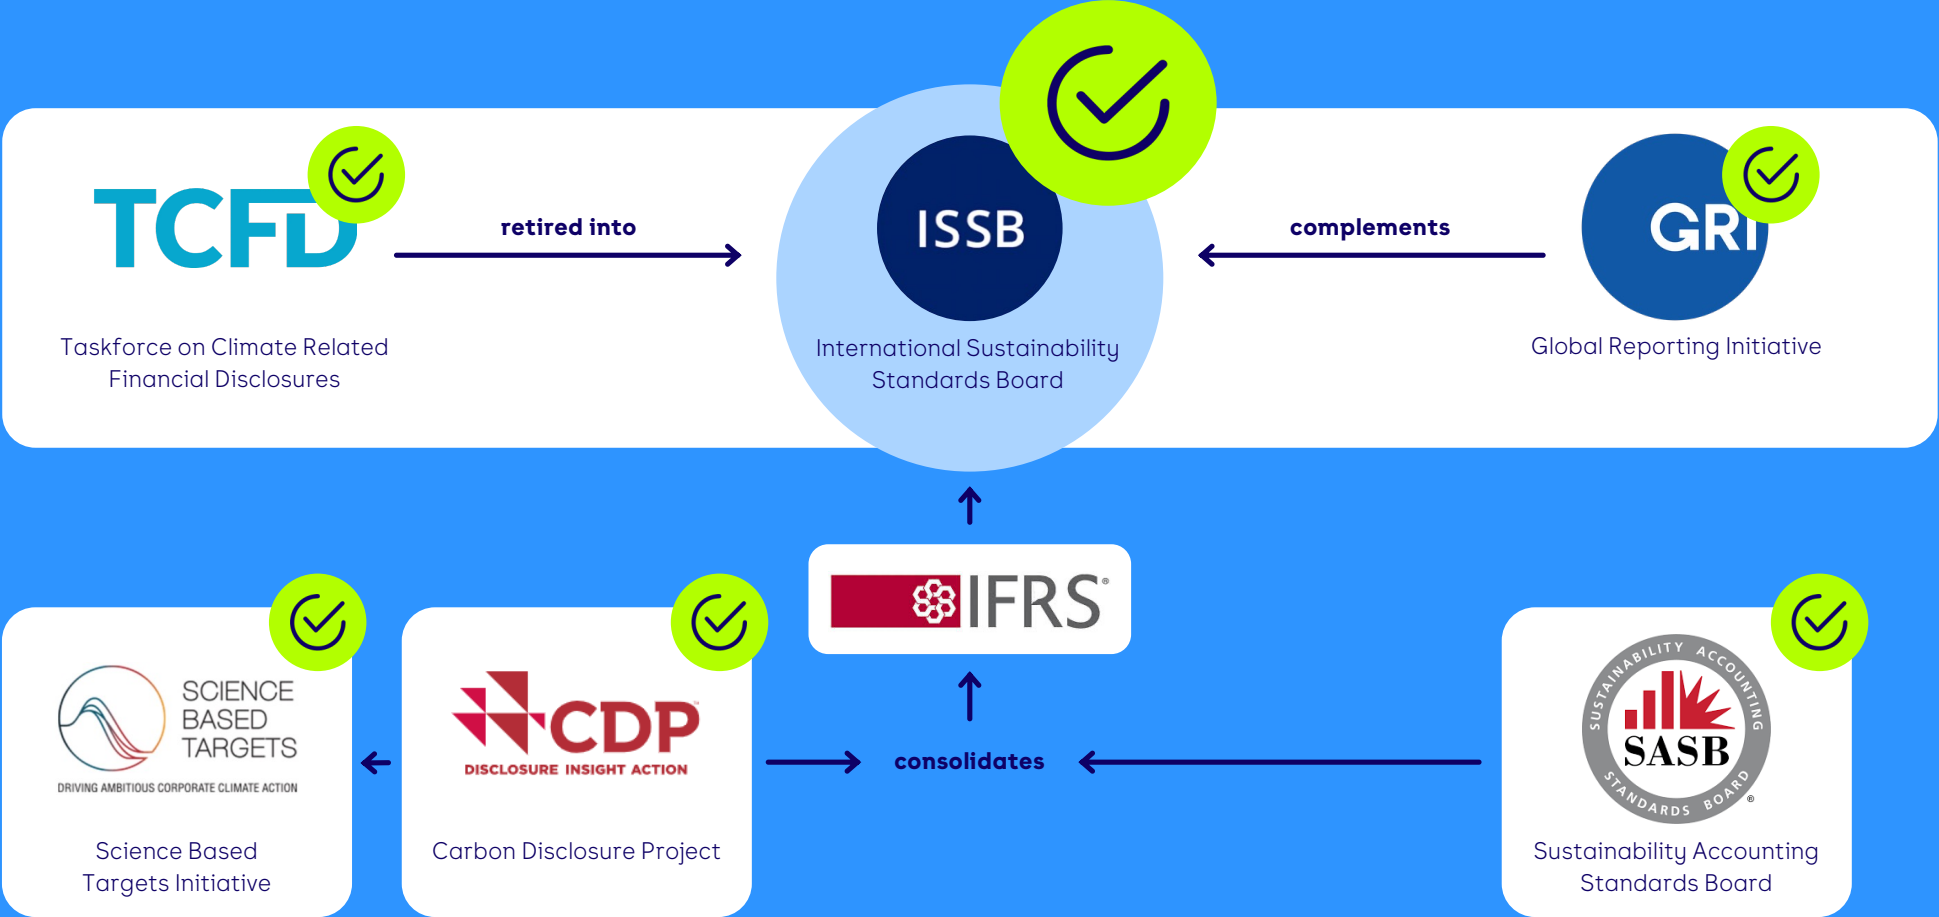 TCFD
retired into
ISSB
complements
GRI
Taskforce on Climate Related
Financial Disclosures
International Sustainability
Standards Board
Global Reporting Initiative
IFRS®
SCIENCE
BASED
TARGETS
DRIVING AMBITIOUS CORPORATE CLIMATE ACTION
Science Based
Targets Initiative
CDP
DISCLOSURE INSIGHT ACTION
Carbon Disclosure Project
consolidates
SUSTAINABILITY ACCOUNTING
SASB
STANDARDS BOARD ®
Sustainability Accounting
Standards Board